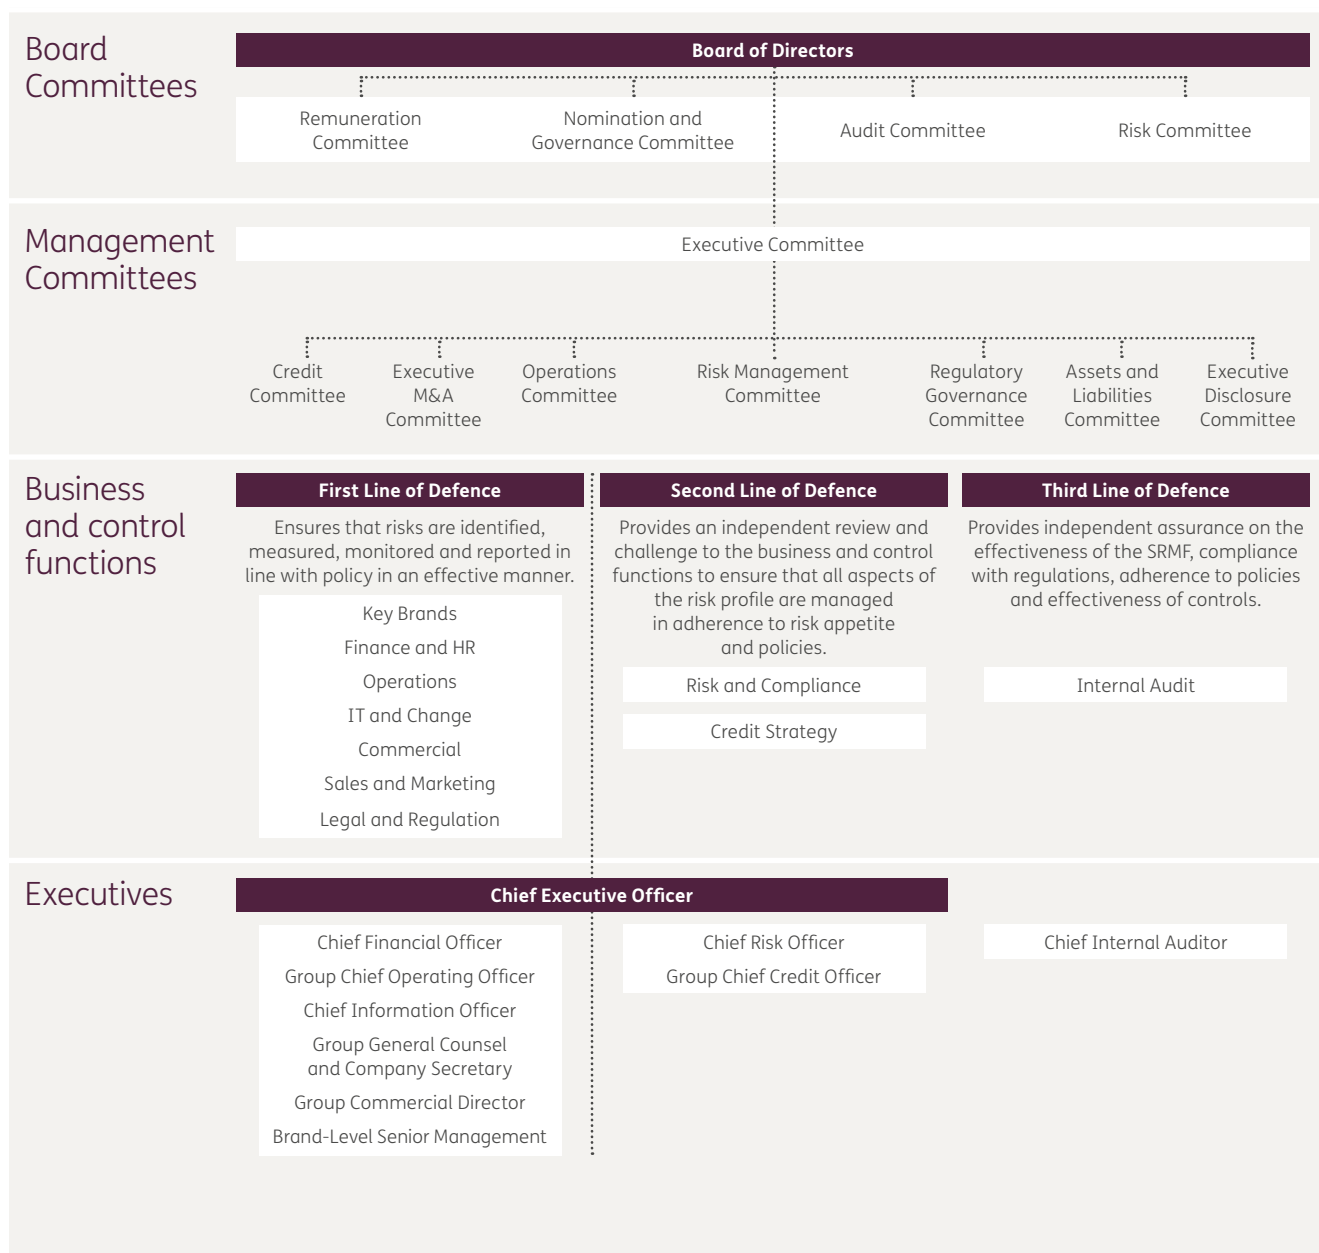 Board
Committees
Board of Directors
Remuneration
Committee
Nomination and
Governance Committee
Audit Committee
Risk Committee
Management
Committees
Executive Committee
Credit
Committee
Executive
M&A
Committee
Operations
Committee
Risk Management
Committee
Regulatory
Governance
Committee
Assets and
Liabilities
Committee
Executive
Disclosure
Committee
Business
and control
functions
First Line of Defence
Ensures that risks are identified,
measured, monitored and reported in
line with policy in an effective manner.
Key Brands
Finance and HR
Operations
IT and Change
Commercial
Sales and Marketing
Legal and Regulation
Second Line of Defence
Provides an independent review and
challenge to the business and control
functions to ensure that all aspects of
the risk profile are managed
in adherence to risk appetite
and policies.
Risk and Compliance
Credit Strategy
Third Line of Defence
Provides independent assurance on the
effectiveness of the SRMF, compliance
with regulations, adherence to policies
and effectiveness of controls.
Internal Audit
Executives
Chief Executive Officer
Chief Financial Officer
Group Chief Operating Officer
Chief Information Officer
Group General Counsel
and Company Secretary
Group Commercial Director
Brand-Level Senior Management
Chief Risk Officer
Group Chief Credit Officer
Chief Internal Auditor